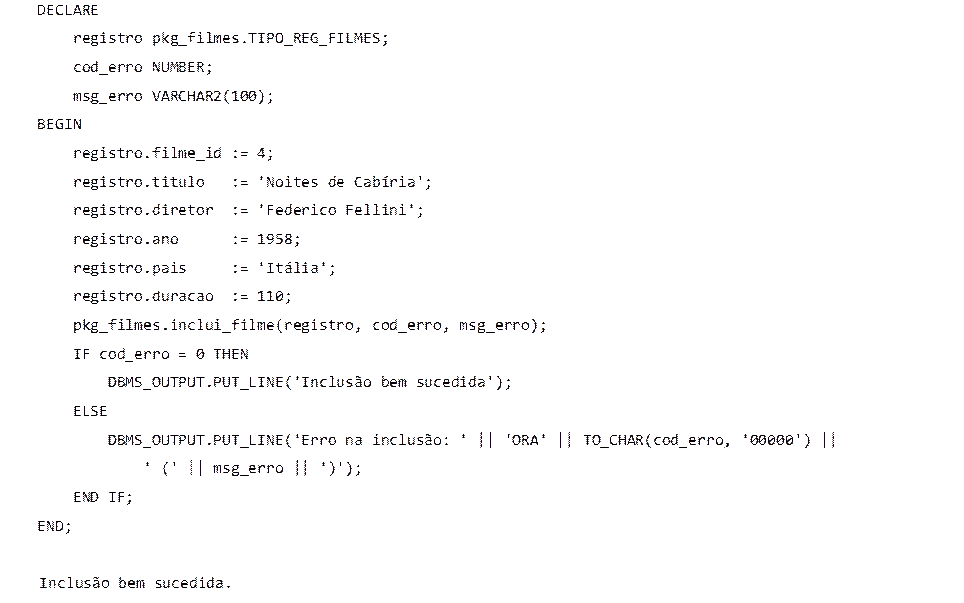 DECLARE
registro pkg_filmes.TIPO_REG_FILMES;
cod_erro NUMBER;
msg_erro VARCHAR2(100);
BEGIN
registro.filme_id := 4;
registro.titulo := 'Noites de Cabíria';
registro.diretor := 'Federico Fellini';
registro.ano := 1958;
registro.pais := 'Itália';
registro.duracao := 110;
pkg_filmes.inclui_filme(registro, cod_erro, msg_erro);
IF cod_erro = 0 THEN
DBMS_OUTPUT.PUT_LINE('Inclusão bem sucedida');
ELSE
DBMS_OUTPUT.PUT_LINE('Erro na inclusão: ' || 'ORA' || TO_CHAR(cod_erro, '00000') ||
' (' || msg_erro || ')');
END IF;
END;
Inclusão bem sucedida.